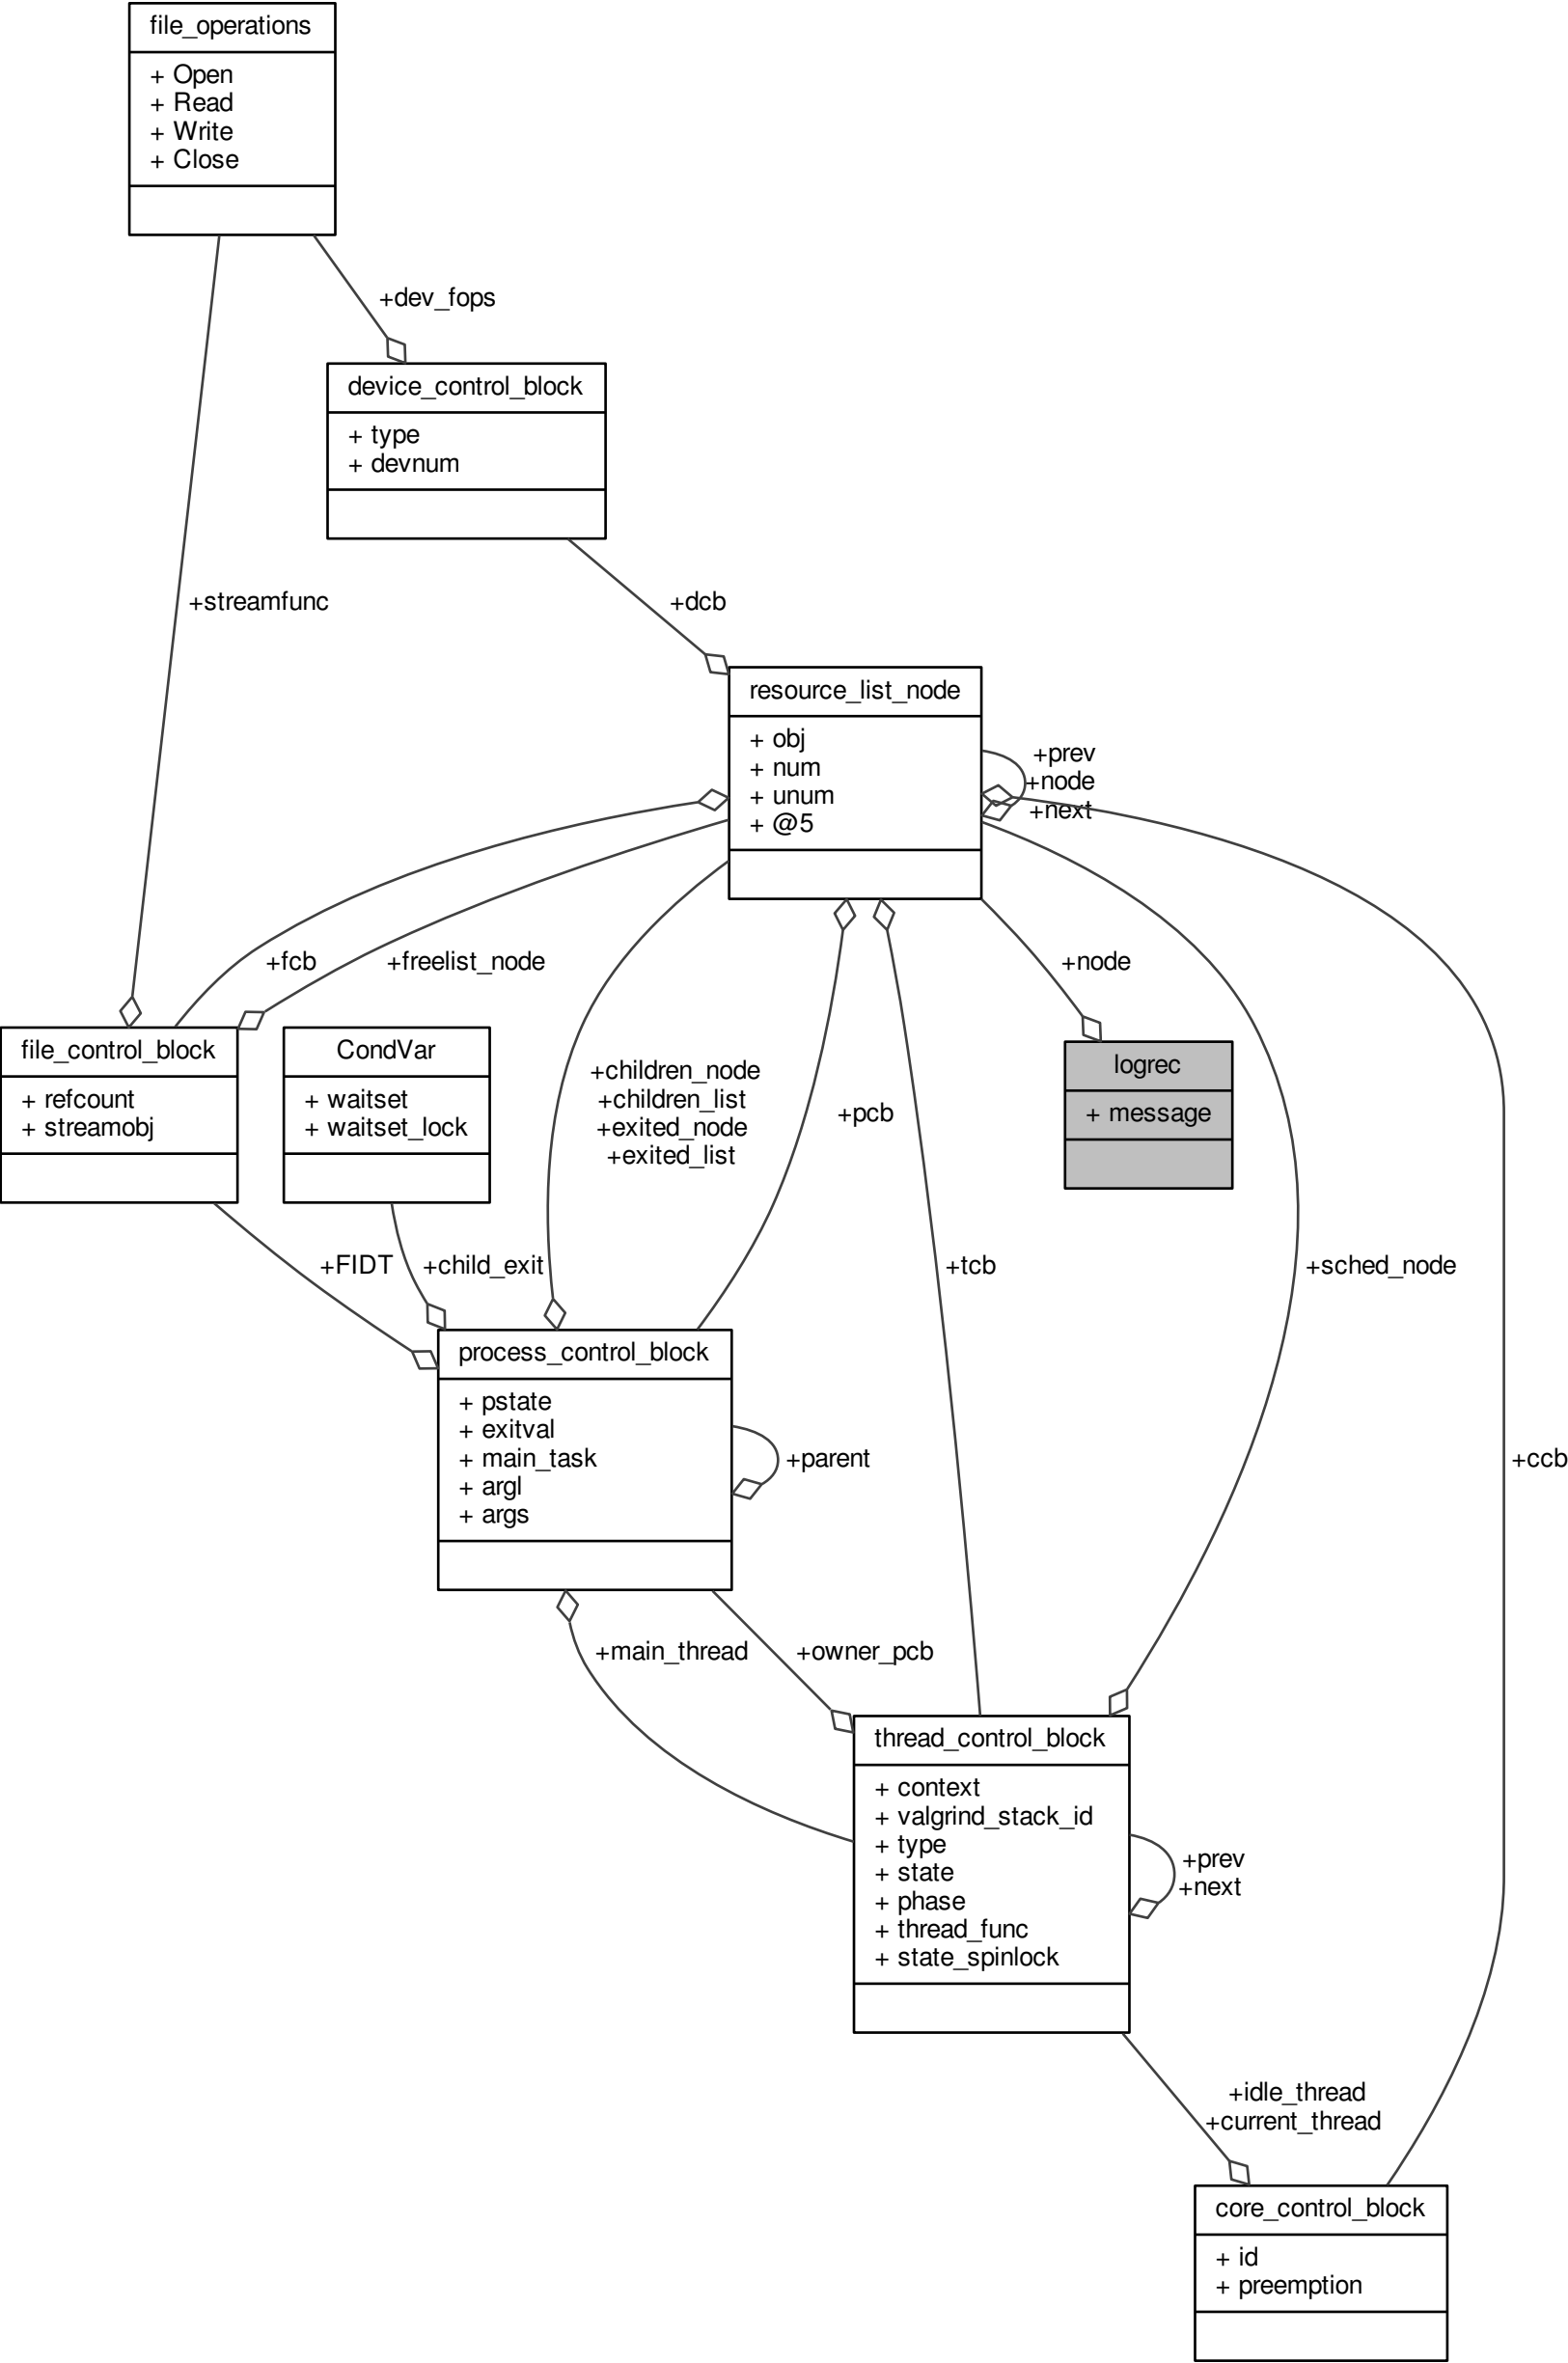 file_operations
+ Open
+ Read
+ Write
+ Close
+dev_fops
device_control_block
+ type
+ devnum
+streamfunc
+dcb
resource_list_node
+ obj
+ num
+ unum
+ @5
+prev
+node
+next
+fcb
+freelist_node
+node
file_control_block
+ refcount
+ streamobj
CondVar
+ waitset
+ waitset_lock
+children_node
+children_list
+exited_node
+exited_list
+pcb
logrec
+ message
+FIDT
+child_exit
+tcb
+sched_node
process_control_block
+ pstate
+ exitval
+ main_task
+ argl
+ args
+parent
+ccb
+main_thread
+owner_pcb
thread_control_block
+ context
+ valgrind_stack_id
+ type
+ state
+ phase
+ thread_func
+ state_spinlock
+prev
+next
+idle_thread
+current_thread
core_control_block
+ id
+ preemption